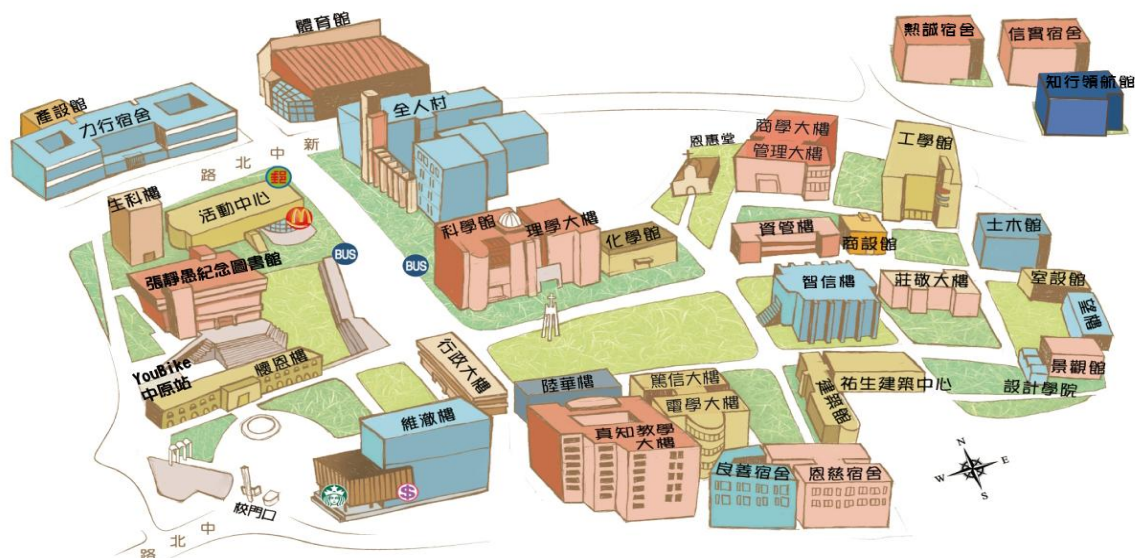 體育館
熱誠宿舍
信實宿舍
知行領航館
產設館
力行宿舍
全人村
新中北路
商學大樓
管理大樓
恩惠堂
工學館
生科樓
活動中心
郵
BUS
BUS
科學館
理學大樓
化學館
資管樓
商設館
土木館
張靜愚紀念圖書館
智信樓
莊敬大樓
室設館
望樓
景觀館
設計學院
YouBike
中原站
懷恩樓
行政大樓
陸華樓
篤信大樓
電學大樓
建築館
祐生建築中心
維澈樓
真知教學
大樓
良善宿舍
恩慈宿舍
校門口
$
中北路
N
W
E
S